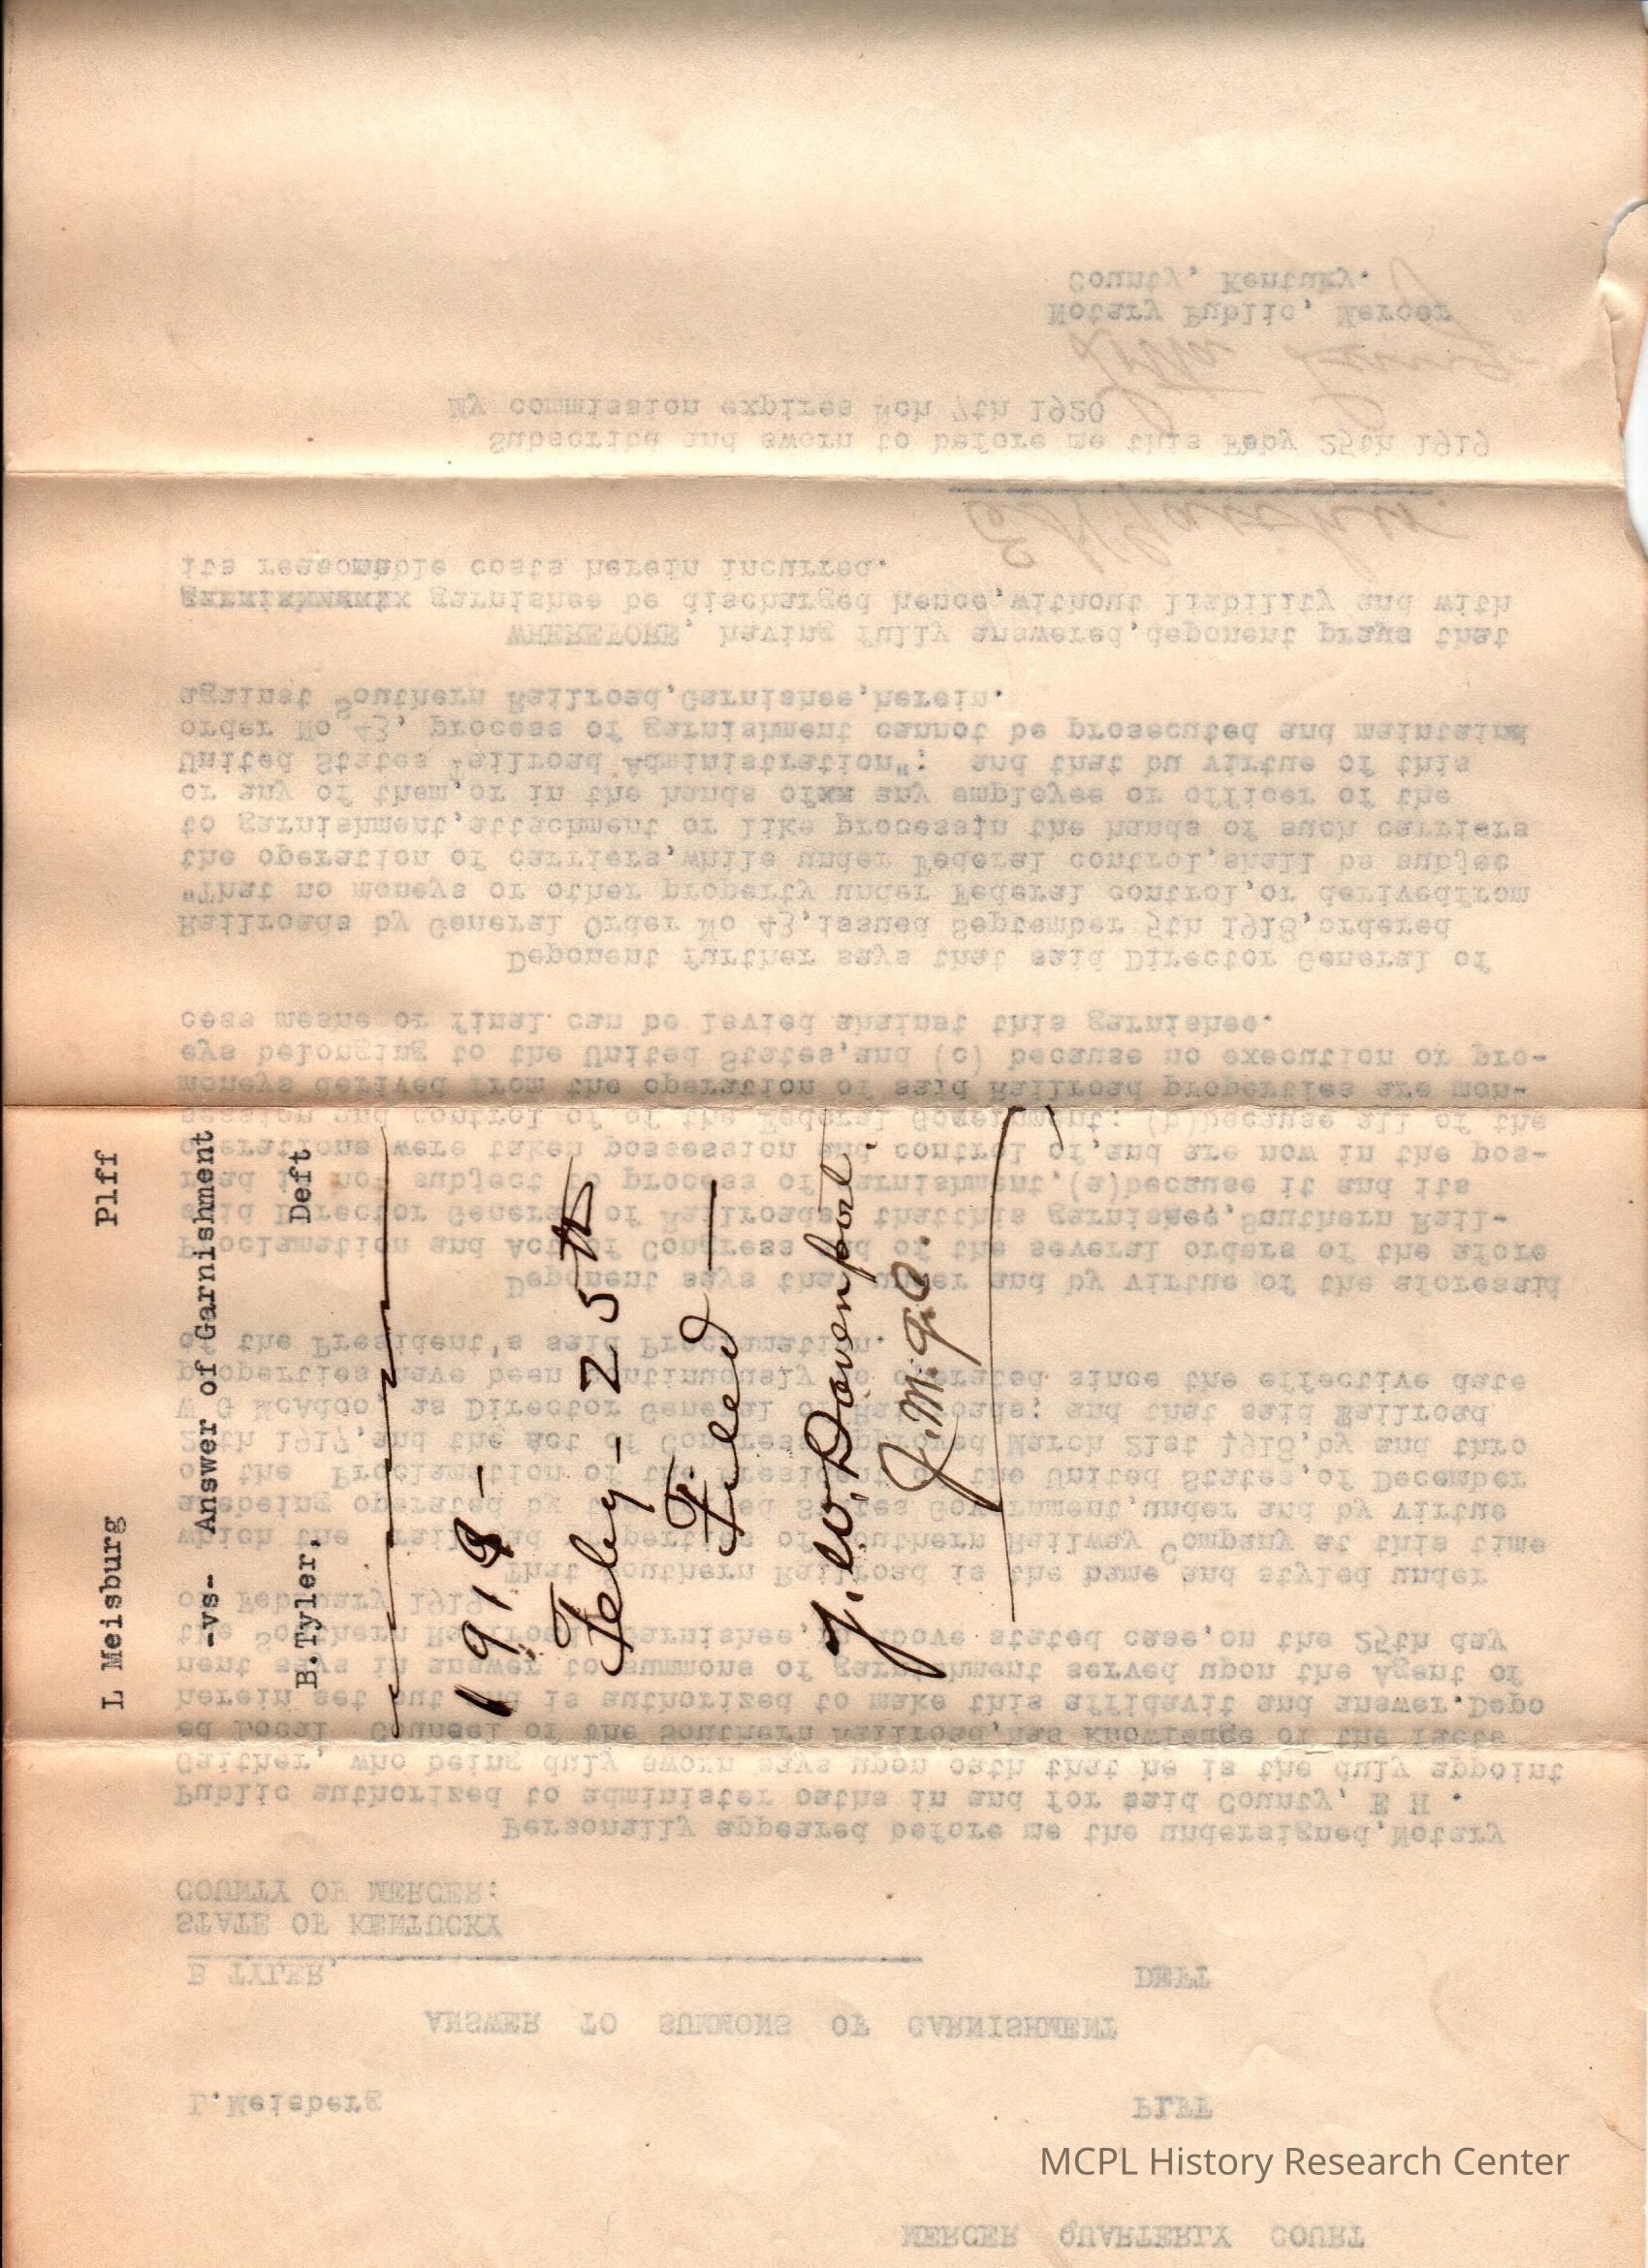 L Meisburg Plff
-vs- Answer of Garnishment
B.Tyler, Deft
1919 -
Feby - 25th
Filed —
J.W. Davenport.
MCPL History Research Center
MERCER QUARTERLY COURT
L.Meisberg PLFF
ANSWER TO SUMMONS OF GARNISHMENT
B TYLER, DEFT
STATE OF KENTUCKY
COUNTY OF MERCER:
Personally appeared before me the undersigned,Notary
Public authorized to administer oaths in and for said County, E H .
Gaither, who being duly sworn says upon oath that he is the duly appoint
ed Local Counsel of the Southern Railroad,has knowledge of the facts
herein set out and is authorized to make this affidavit and answer.Depo
nent says in answer to summons of garnishment served upon the Agent of
the Southern Railroad,Garnishee,in above stated case,on the 25th day
of February 1919
That Southern Railroad is the name and styled under
which the railroad properties of Southern Railway Company at this time
being operated by the United States Government,under and by virtue
of the Proclamation of the President of the United States,of December
26th 1917,and the Act of Congress approved March 21st 1918,by and thro
W G McAdoo, as Director General of Railroads; and that said Railroad
properties have been continuously so operated since the effective date
of the President's said Proclamation.
Deponent says that under and by virtue of the aforesaid
Proclamation and Act of Congress and of the several orders of the afore
said Director General of Railroads, thatthis garnishee,Southern Rail-
road is not subject to process of garnishment,(a)because it and its
operations were taken possession and control of,and are now in the pos-
session and control of of the Federal Government: (b)because all of the
moneys derived from the operation of said Railroad properties are mon-
eys belonging to the United States,and (c) because no execution or pro-
cess mesne or final can be levied ahainst this garnishee.
Deponent further says that said Director General of
Railroads by General Order No 43,issued September 5th 1918,ordered
"That no moneys or other property under Federal control,or derivedfrom
the operation of carriers,while under Federal control,shall be subjet
to garnishment,attachment or like processin the hands of such carriers
or any of them,or in the hands ofxx any employee or officer of the
United States Railroad Administration": and that bu virtue of this
order No 43, process of garnishment cannot be prosecuted and maintaind
against Southern Railroad,Garnishee,herein.
WHEREFORE, having fully answered,deponent prays that
garnishee be discharged hence,without liability and with
its reasonable costs herein incurred.
E H Gaither
Subscribd and sworn to before me this Feby 25th 1919
My commission expires Mch 7th 1920
Notary Public, Mercer
County, Kentuky.